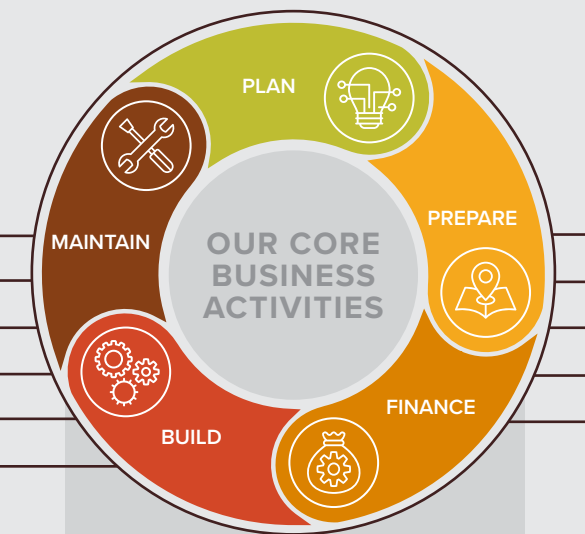 PLAN
PREPARE
MAINTAIN
OUR CORE
BUSINESS
ACTIVITIES
FINANCE
BUILD